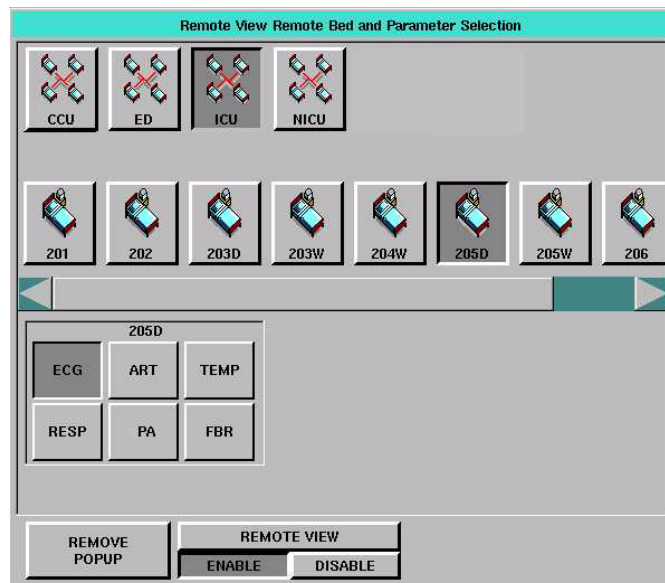 Remote View Remote Bed and Parameter Selection
CCU ED ICU NICU
201 202 203D 203W 204W 205D 205W 206
205D
ECG ART TEMP
RESP PA FBR
REMOVE POPUP
REMOTE VIEW
ENABLE DISABLE